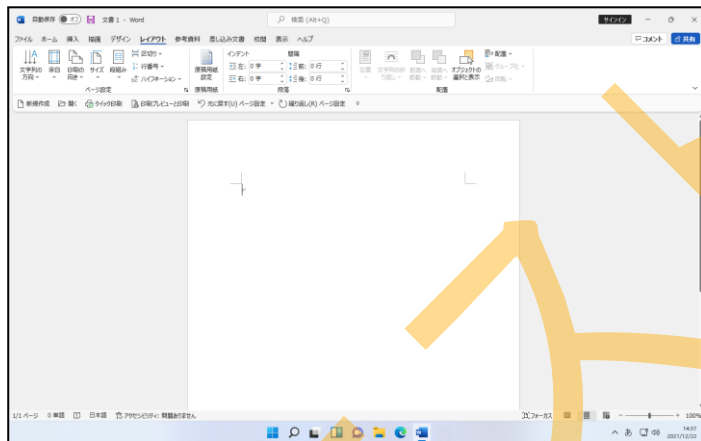 自動保存 オフ 文書 1 - Word 検索 (Alt+Q) サインイン
ファイル ホーム 挿入 描画 デザイン レイアウト 参考資料 差し込み文書 校閲 表示 ヘルプ コメント 共有
文字列の方向 余白 印刷の向き サイズ 段組み 区切り 行番号 ハイフネーション
ページ設定
原稿用紙設定
原稿用紙
インデント 間隔
左: 0 字 前: 0 行
右: 0 字 後: 0 行
段落
位置 文字列の折り返し 前面へ移動 背面へ移動 オブジェクトの選択と表示 配置 グループ化 回転
配置
新規作成 開く クイック印刷 印刷プレビューと印刷 元に戻す(U) ページ設定 繰り返し(R) ページ設定
1/1 ページ 0 単語 日本語 アクセシビリティ: 問題ありません フォーカス 100%
あ 14:07
2021/12/22